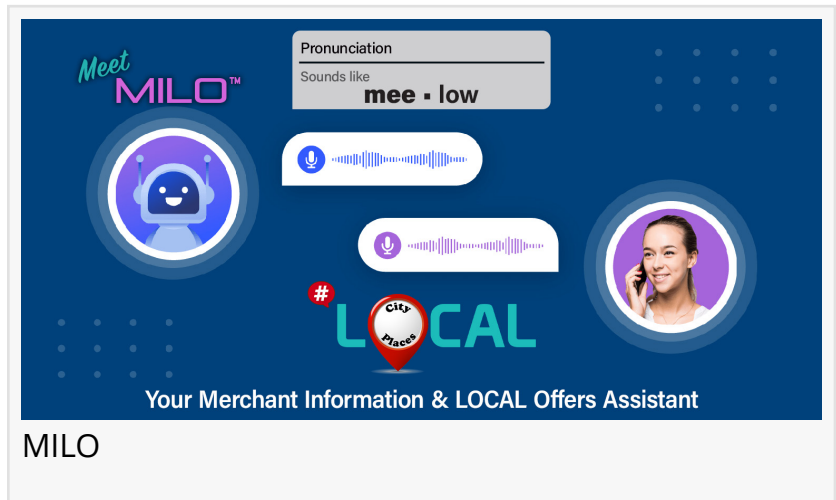 Meet
MILO™
Pronunciation
Sounds like
mee ▪ low
#LOCAL
City
Places
Your Merchant Information & LOCAL Offers Assistant
MILO